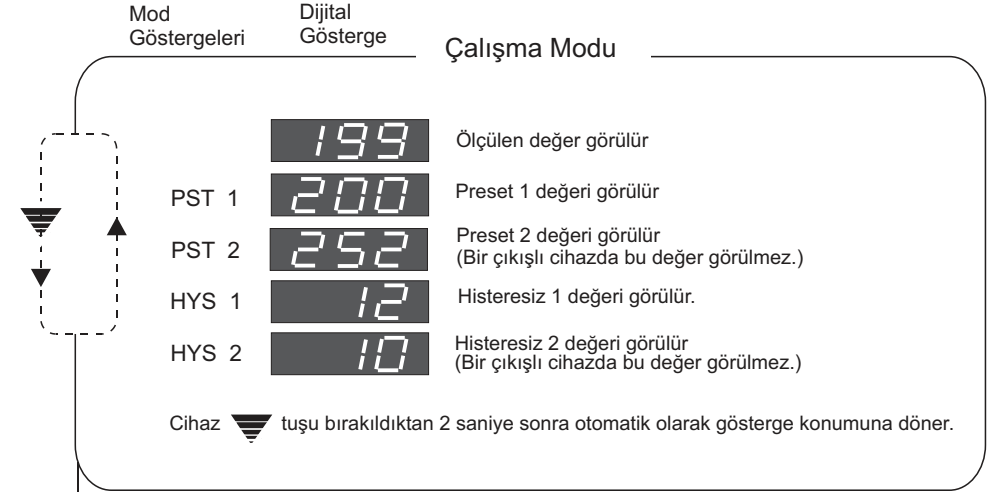 Mod
Göstergeleri
Dijital
Gösterge
Çalışma Modu
199
Ölçülen değer görülür
PST 1
200
Preset 1 değeri görülür
PST 2
252
Preset 2 değeri görülür
(Bir çıkışlı cihazda bu değer görülmez.)
HYS 1
12
Histeresiz 1 değeri görülür.
HYS 2
10
Histeresiz 2 değeri görülür
(Bir çıkışlı cihazda bu değer görülmez.)
Cihaz tuşu bırakıldıktan 2 saniye sonra otomatik olarak gösterge konumuna döner.